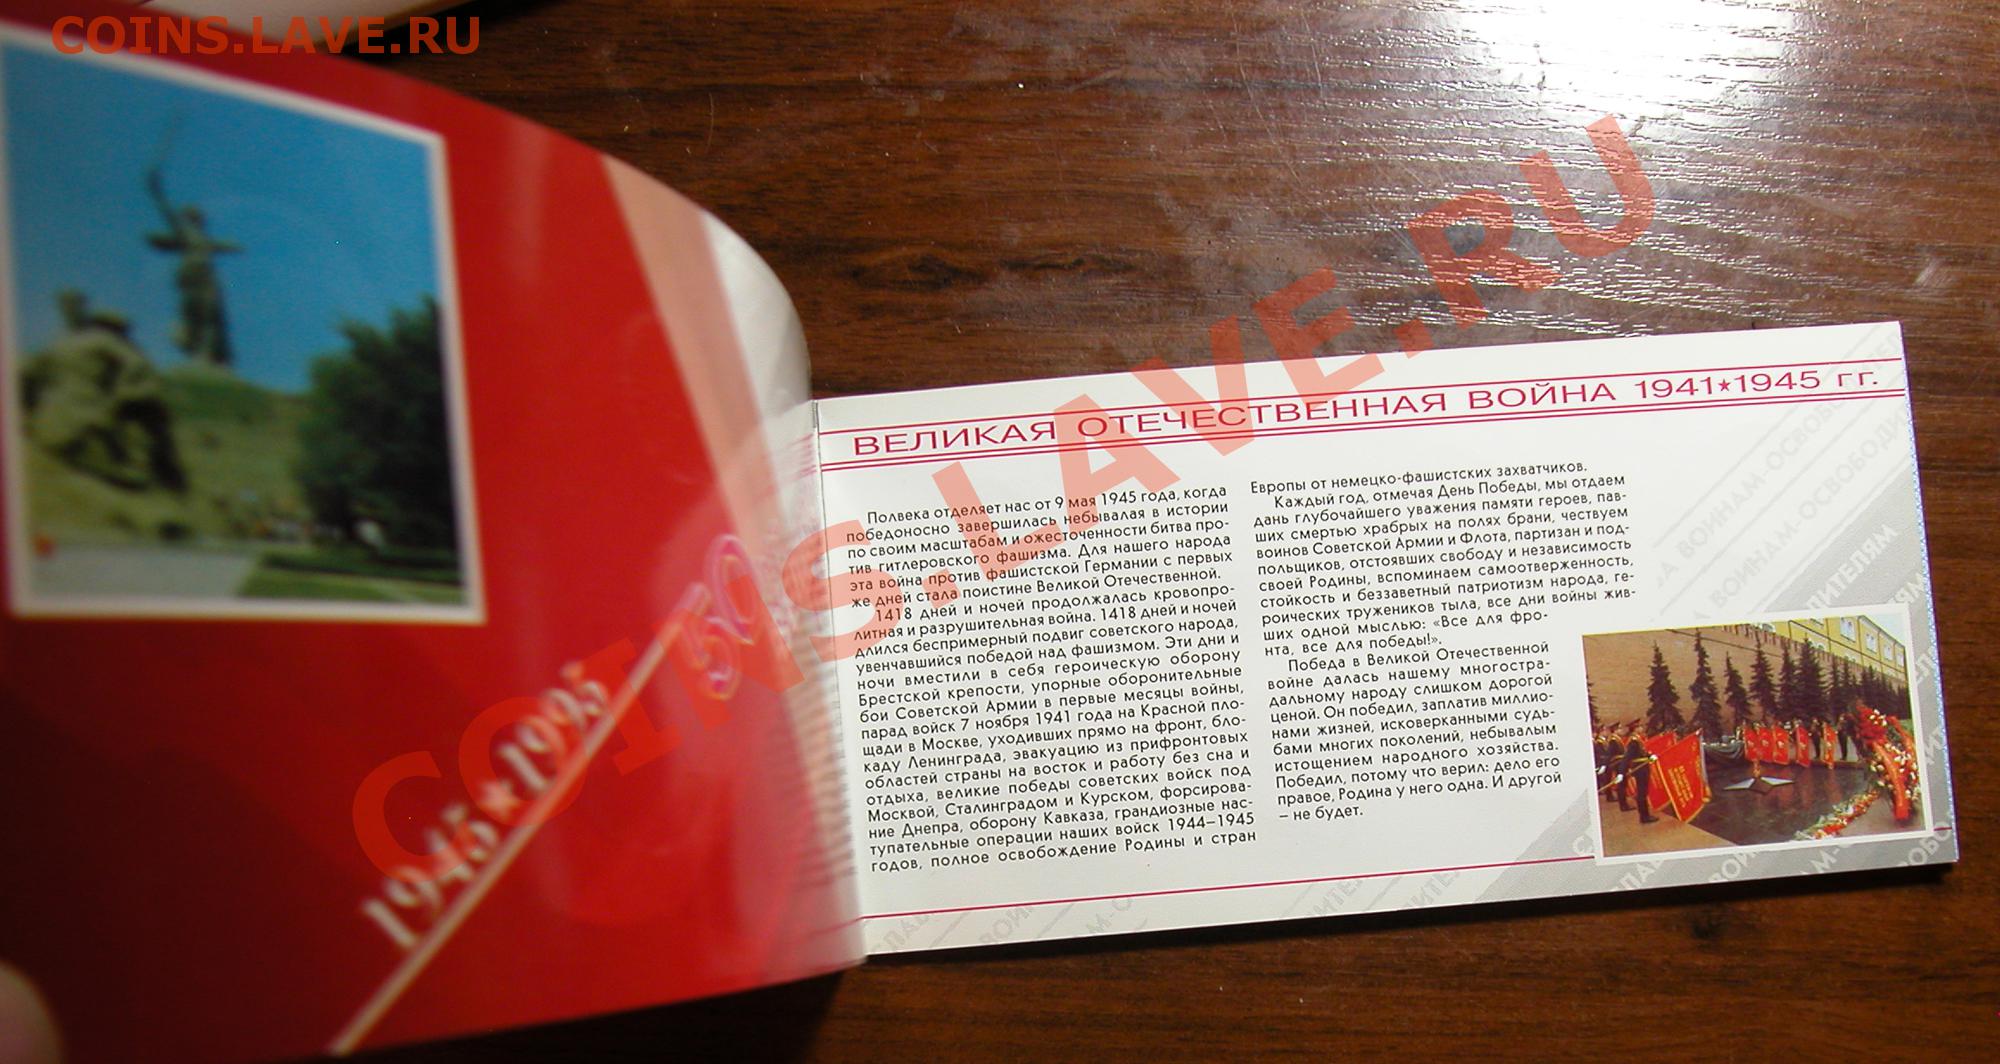 COINS.LAVE.RU
1945★1995
50
ВЕЛИКАЯ ОТЕЧЕСТВЕННАЯ ВОЙНА 1941★1945 ГГ.
Полвека отделяет нас от 9 мая 1945 года, когда
победоносно завершилась небывалая в истории
по своим масштабам и ожесточенности битва про-
тив гитлеровского фашизма. Для нашего народа
эта война против фашистской Германии с первых
же дней стала поистине Великой Отечественной.
1418 дней и ночей продолжалась кровопро-
литная и разрушительная война. 1418 дней и ночей
длился беспримерный подвиг советского народа,
увенчавшийся победой над фашизмом. Эти дни и
ночи вместили в себя героическую оборону
Брестской крепости, упорные оборонительные
бои Советской Армии в первые месяцы войны,
парад войск 7 ноября 1941 года на Красной пло-
щади в Москве, уходивших прямо на фронт, бло-
каду Ленинграда, эвакуацию из прифронтовых
областей страны на восток и работу без сна и
отдыха, великие победы советских войск под
Москвой, Сталинградом и Курском, форсирова-
ние Днепра, оборону Кавказа, грандиозные нас-
тупательные операции наших войск 1944–1945
годов, полное освобождение Родины и стран
Европы от немецко-фашистских захватчиков.
Каждый год, отмечая День Победы, мы отдаем
дань глубочайшего уважения памяти героев, пав-
ших смертью храбрых на полях брани, чествуем
воинов Советской Армии и Флота, партизан и под-
польщиков, отстоявших свободу и независимость
своей Родины, вспоминаем самоотверженность,
стойкость и беззаветный патриотизм народа, ге-
роических тружеников тыла, все дни войны жив-
ших одной мыслью: «Все для фро-
нта, все для победы!».
Победа в Великой Отечественной
войне далась нашему многостра-
дальному народу слишком дорогой
ценой. Он победил, заплатив миллио-
нами жизней, исковерканными судь-
бами многих поколений, небывалым
истощением народного хозяйства.
Победил, потому что верил: дело его
правое, Родина у него одна. И другой
– не будет.
COINS.LAVE.RU